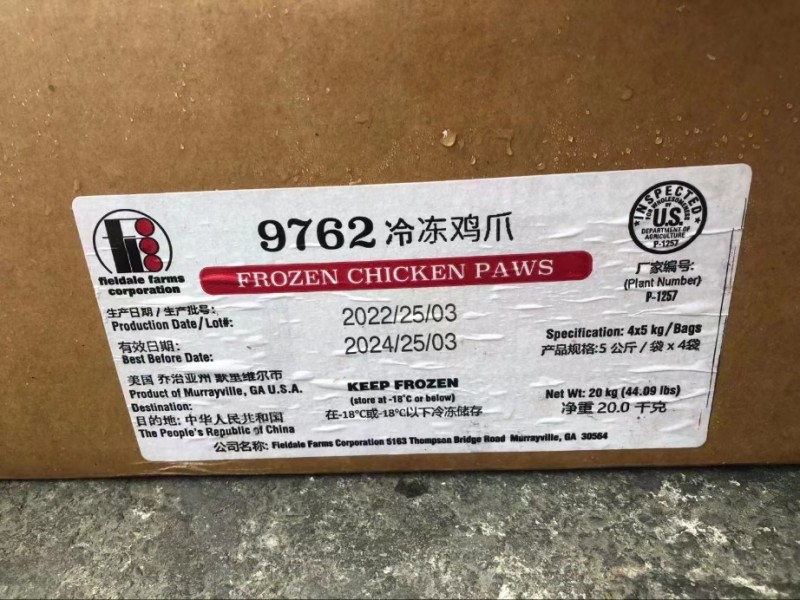 fieldale farms
corporation
9762 冷冻鸡爪
FROZEN CHICKEN PAWS
INSPECTED
FOR WHOLESOMENESS
BY
U.S.
DEPARTMENT OF
AGRICULTURE
P-1257
厂家编号:
(Plant Number)
P-1257
生产日期 / 生产批号:
Production Date/Lot#:
2022/25/03
有效日期:
Best Before Date:
2024/25/03
Specification: 4x5 kg/Bags
产品规格:5 公斤 / 袋 x 4袋
美国 乔治亚州 默里维尔市
Product of Murrayville, GA U.S.A.
Destination:
目的地: 中华人民共和国
The People's Republic of China
KEEP FROZEN
(store at -18°C or below)
在-18°C或-18°C以下冷冻储存
Net Wt: 20 kg (44.09 lbs)
净重 20.0 千克
公司名称: Fieldale Farms Corporation 5163 Thompson Bridge Road Murrayville, GA 30564